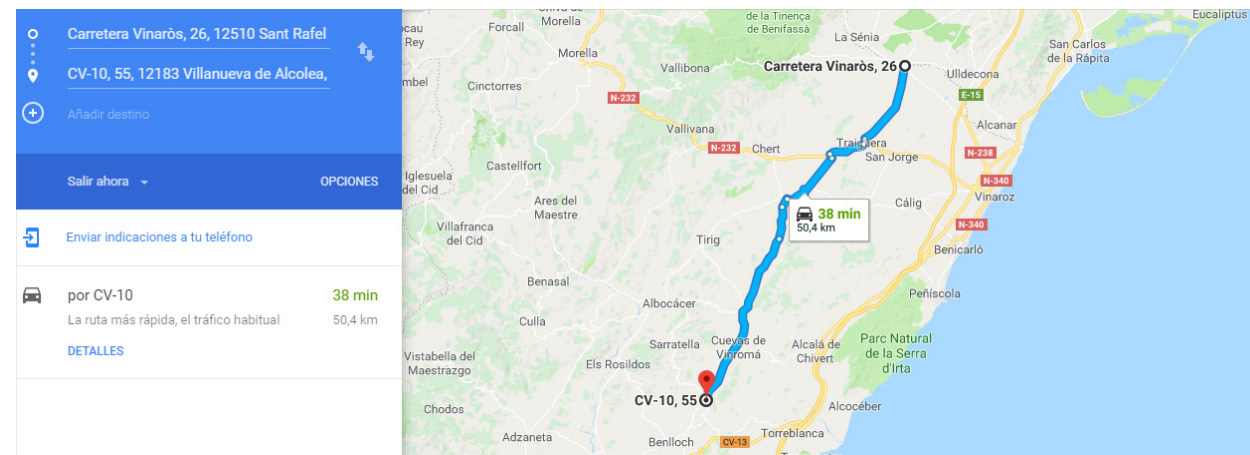 Carretera Vinaròs, 26, 12510 Sant Rafel
CV-10, 55, 12183 Villanueva de Alcolea,
Añadir destino
Salir ahora
OPCIONES
Enviar indicaciones a tu teléfono
por CV-10
38 min
La ruta más rápida, el tráfico habitual
50,4 km
DETALLES
Morella
Forcall
Rey
de la Tinença
de Benifassà
La Sénia
Eucaliptus
San Carlos
de la Rápita
Morella
Vallibona
Carretera Vinaròs, 26
Ulldecona
Cinctorres
N-232
E-15
Vallivana
Alcanar
N-232
Chert
Traiguera
San Jorge
N-238
Castellfort
Iglesuela
del Cid
N-340
Vinaroz
Ares del
Maestre
Cálig
38 min
50,4 km
Villafranca
del Cid
Tirig
N-340
Benicarló
Benasal
Peñíscola
Albocácer
Culla
Sarratella
Cuevas de
Vinromá
Alcalá de
Chivert
Parc Natural
de la Serra
d'Irta
Vistabella del
Maestrazgo
Els Rosildos
CV-10, 55
Chodos
Alcocéber
Adzaneta
Benlloch
CV-13
Torreblanca